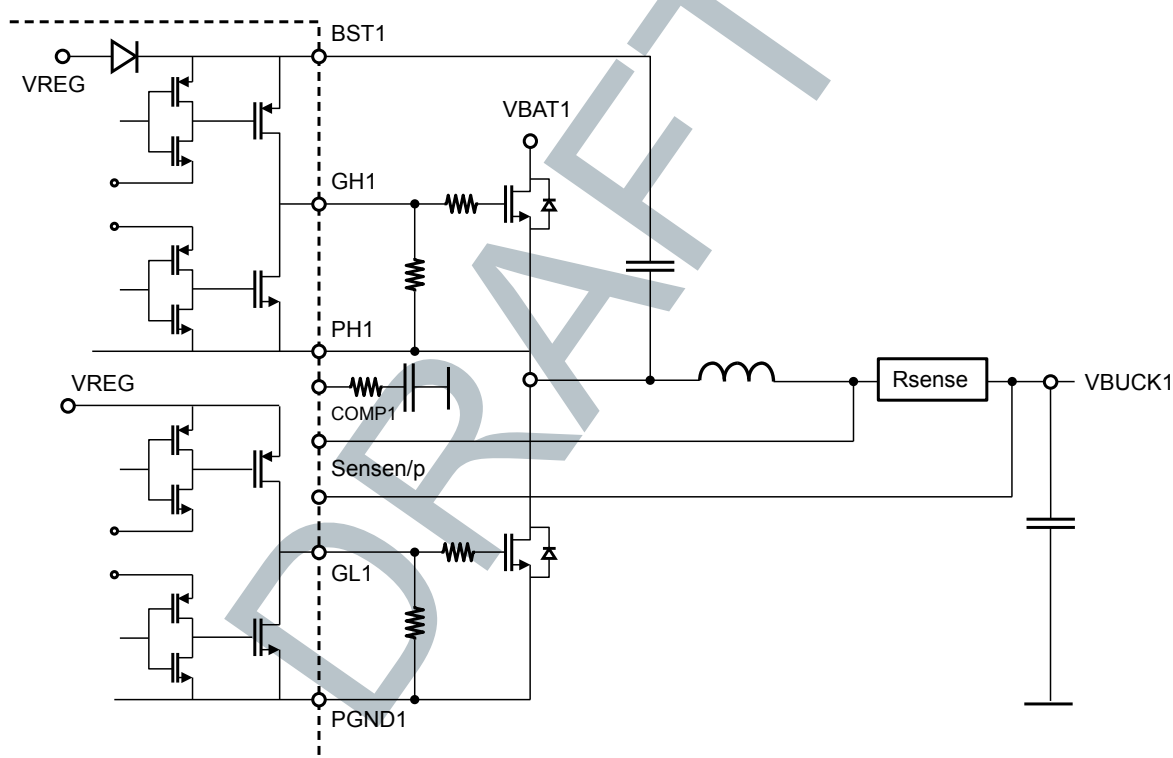 BST1
VREG
VBAT1
GH1
PH1
VREG
COMP1
Rsense
VBUCK1
Sensen/p
GL1
PGND1
DRAFT